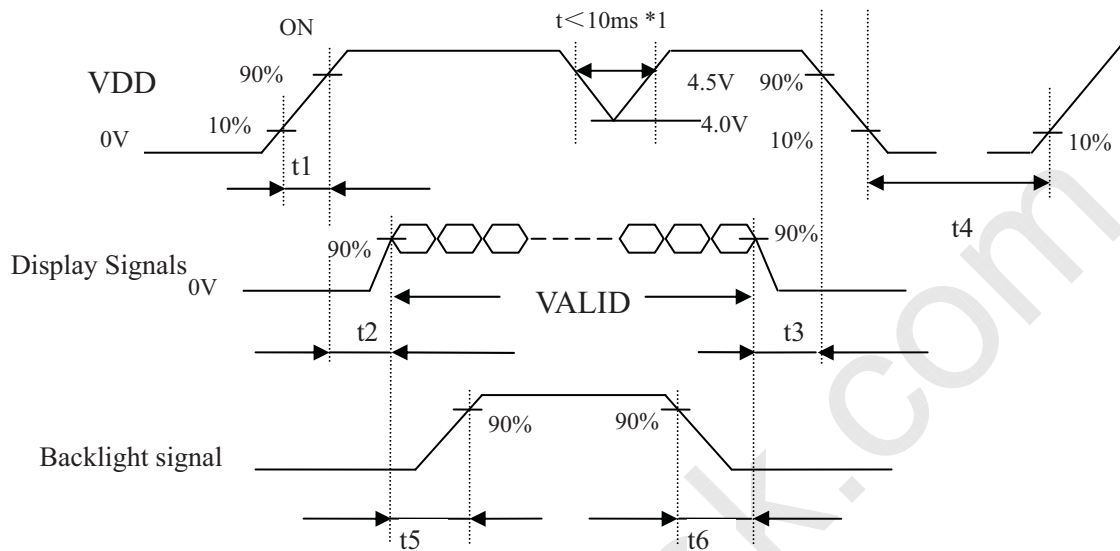 t＜10ms *1
ON
VDD
90%
4.5V
90%
0V
10%
4.0V
10%
10%
t1
t4
90%
90%
Display Signals
0V
VALID
t2
t3
90%
90%
Backlight signal
t5
t6